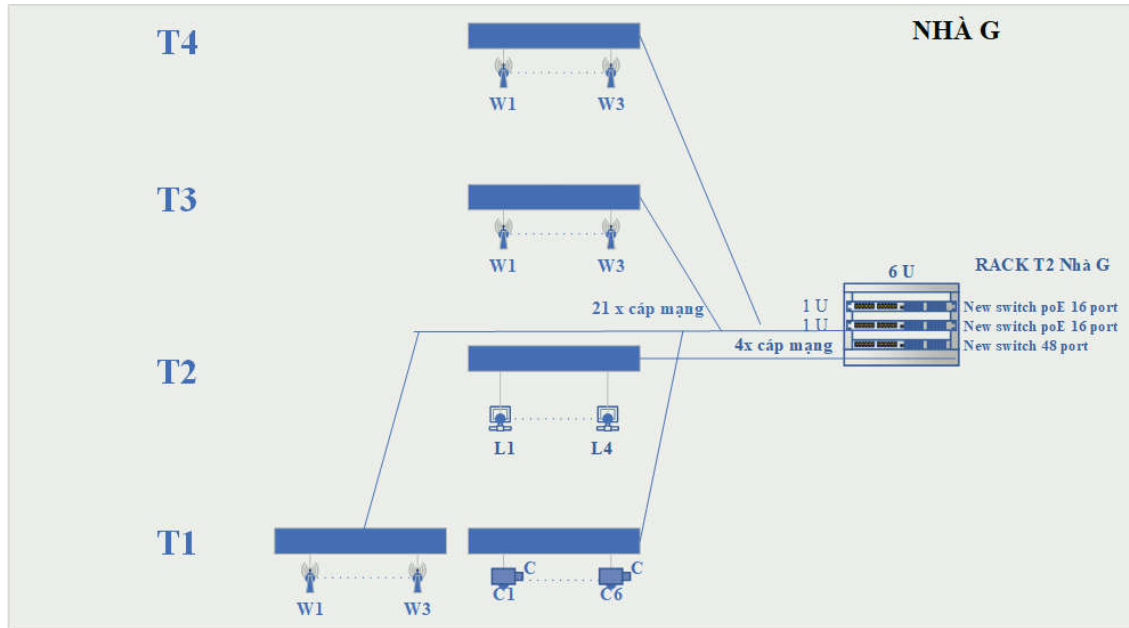 NHÀ G
T4
W1 W3
T3
W1 W3
6 U
RACK T2 Nhà G
21 x cáp mạng
1 U
New switch poE 16 port
1 U
New switch poE 16 port
4x cáp mạng
New switch 48 port
T2
L1 L4
T1
C C
W1 W3
C1 C6